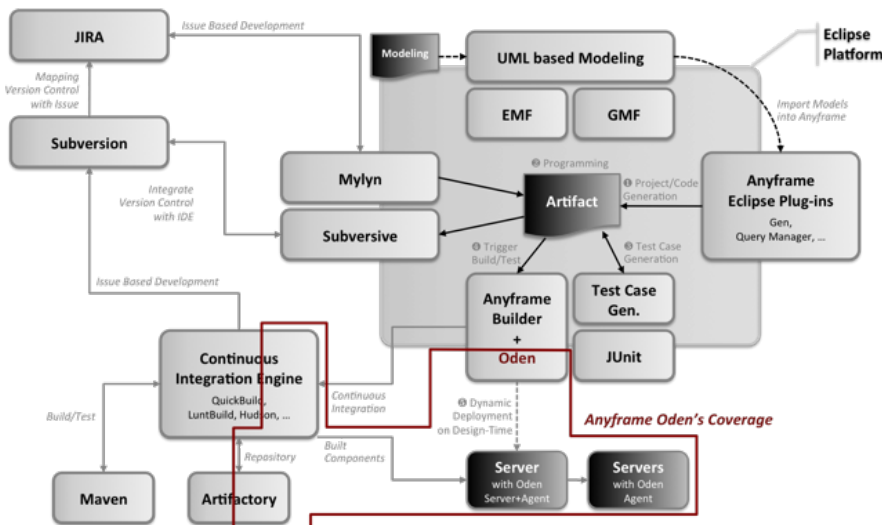 Issue Based Development
JIRA
Modeling
UML based Modeling
Eclipse
Platform
Mapping
Version Control
with Issue
EMF
GMF
Import Models
into Anyframe
Subversion
❷ Programming
Mylyn
Artifact
❶ Project/Code
Generation
Anyframe
Eclipse Plug-ins
Gen,
Query Manager, ...
Integrate
Version Control
with IDE
Subversive
❹ Trigger
Build/Test
❸ Test Case
Generation
Issue Based Development
Anyframe
Builder
+
Oden
Test Case
Gen.
JUnit
Continuous
Integration Engine
QuickBuild,
LuntBuild, Hudson, ...
Continuous
Integration
Build/Test
❺ Dynamic
Deployment
on Design-Time
Anyframe Oden's Coverage
Repository
Built
Components
Maven
Artifactory
Server
with Oden
Server+Agent
Servers
with Oden
Agent